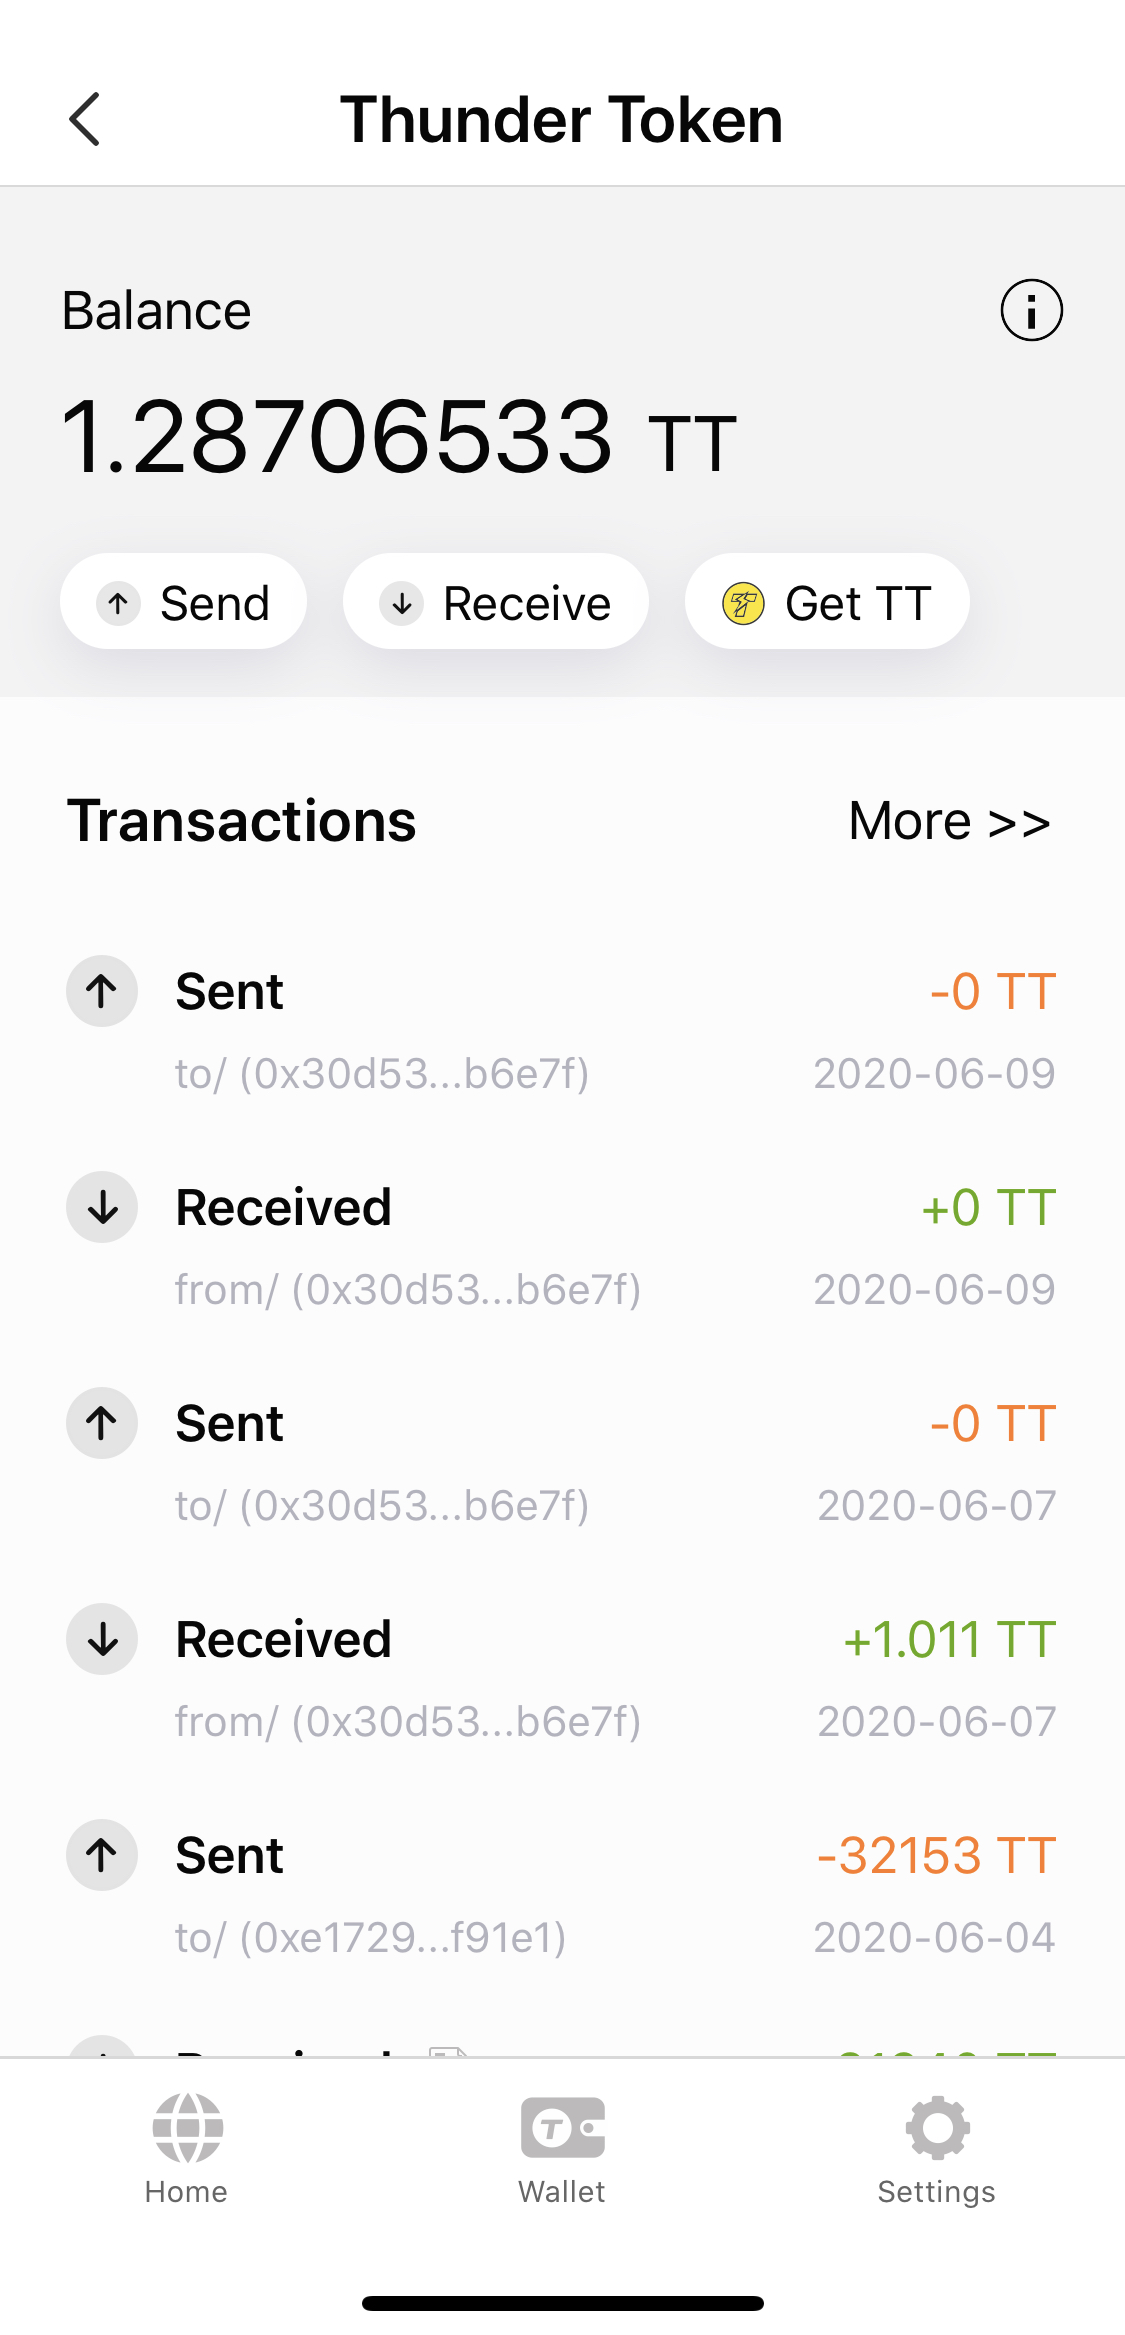 Thunder Token
Balance
1.28706533 TT
Send
Receive
Get TT
Transactions
More >>
Sent
-0 TT
to/ (0x30d53...b6e7f)
2020-06-09
Received
+0 TT
from/ (0x30d53...b6e7f)
2020-06-09
Sent
-0 TT
to/ (0x30d53...b6e7f)
2020-06-07
Received
+1.011 TT
from/ (0x30d53...b6e7f)
2020-06-07
Sent
-32153 TT
to/ (0xe1729...f91e1)
2020-06-04
Home
Wallet
Settings